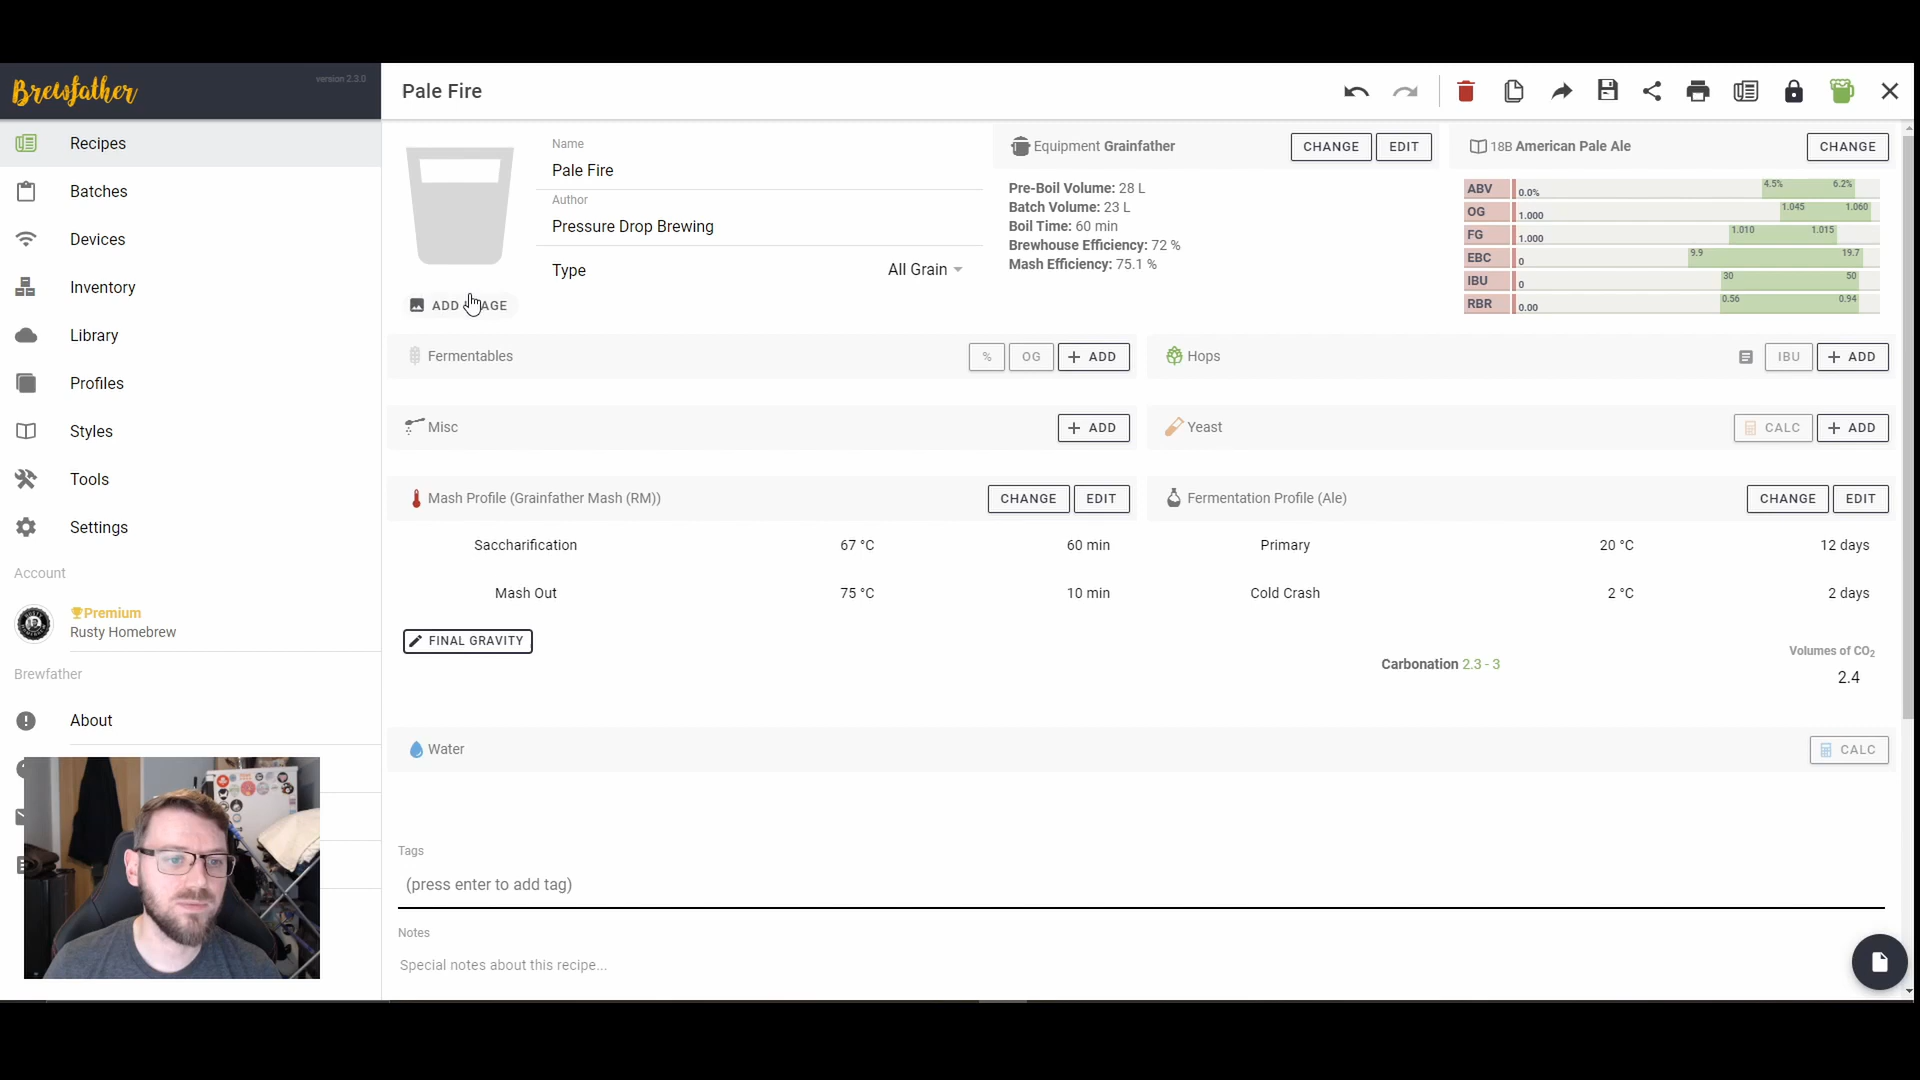 Brewfather
version 2.3.0
Pale Fire
Recipes
Batches
Devices
Inventory
Library
Profiles
Styles
Tools
Settings
Account
Premium
Rusty Homebrew
Brewfather
About
Name
Pale Fire
Author
Pressure Drop Brewing
Type
All Grain
ADD
AGE
Equipment Grainfather
CHANGE
EDIT
Pre-Boil Volume: 28 L
Batch Volume: 23 L
Boil Time: 60 min
Brewhouse Efficiency: 72 %
Mash Efficiency: 75.1 %
18B American Pale Ale
CHANGE
ABV 0.0% 4.5% 6.2%
OG 1.000 1.045 1.060
FG 1.000 1.010 1.015
EBC 0 9.9 19.7
IBU 0 30 50
RBR 0.00 0.56 0.94
Fermentables
% OG + ADD
Hops
IBU + ADD
Misc
+ ADD
Yeast
CALC + ADD
Mash Profile (Grainfather Mash (RM))
CHANGE EDIT
Saccharification 67 °C 60 min
Mash Out 75 °C 10 min
FINAL GRAVITY
Fermentation Profile (Ale)
CHANGE EDIT
Primary 20 °C 12 days
Cold Crash 2 °C 2 days
Carbonation 2.3 - 3
Volumes of CO2
2.4
Water
CALC
Tags
(press enter to add tag)
Notes
Special notes about this recipe...